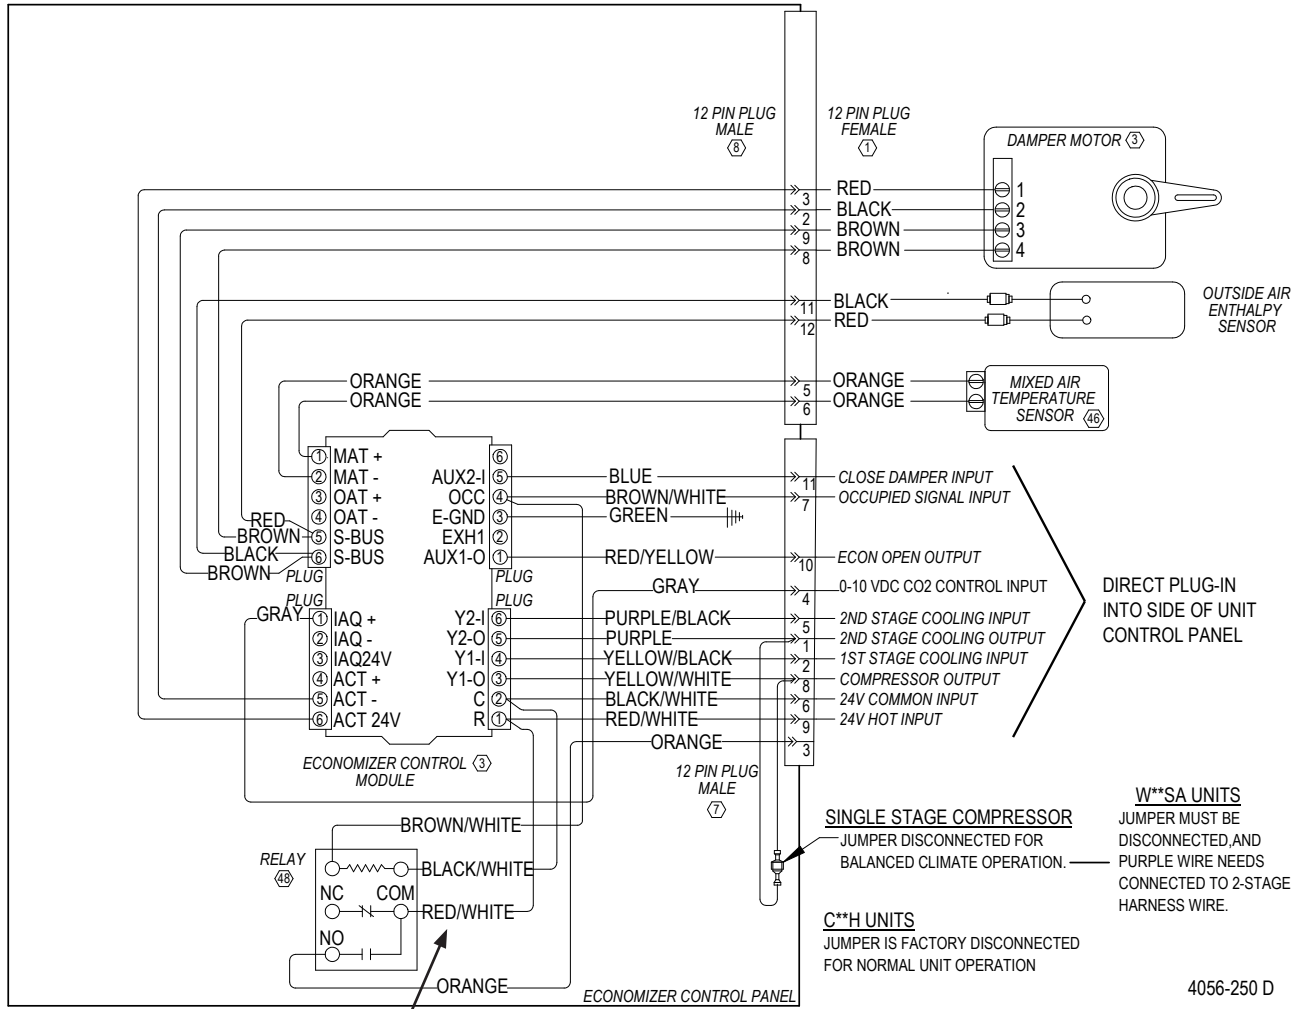 12 PIN PLUG
MALE
8
12 PIN PLUG
FEMALE
1
DAMPER MOTOR 3
3 RED 1
2 BLACK 2
9 BROWN 3
8 BROWN 4
11 BLACK
12 RED
OUTSIDE AIR
ENTHALPY
SENSOR
ORANGE 5 ORANGE
ORANGE 6 ORANGE
MIXED AIR
TEMPERATURE
SENSOR 46
1 MAT +
2 MAT -
3 OAT +
4 OAT -
5 S-BUS
6 S-BUS
RED
BROWN
BLACK
BROWN
PLUG
6
AUX2-I 5
OCC 4
E-GND 3
EXH1 2
AUX1-O 1
PLUG
BLUE 11 CLOSE DAMPER INPUT
BROWN/WHITE 7 OCCUPIED SIGNAL INPUT
GREEN
RED/YELLOW 10 ECON OPEN OUTPUT
GRAY 4 0-10 VDC CO2 CONTROL INPUT
PLUG
GRAY
1 IAQ +
2 IAQ -
3 IAQ24V
4 ACT +
5 ACT -
6 ACT 24V
PLUG
Y2-I 6
Y2-O 5
Y1-I 4
Y1-O 3
C 2
R 1
PURPLE/BLACK 5 2ND STAGE COOLING INPUT
PURPLE 1 2ND STAGE COOLING OUTPUT
YELLOW/BLACK 2 1ST STAGE COOLING INPUT
YELLOW/WHITE 8 COMPRESSOR OUTPUT
BLACK/WHITE 6 24V COMMON INPUT
RED/WHITE 9 24V HOT INPUT
ORANGE 3
DIRECT PLUG-IN
INTO SIDE OF UNIT
CONTROL PANEL
ECONOMIZER CONTROL 3
MODULE
12 PIN PLUG
MALE
7
BROWN/WHITE
RELAY
48
BLACK/WHITE
NC COM
RED/WHITE
NO
ORANGE
SINGLE STAGE COMPRESSOR
JUMPER DISCONNECTED FOR
BALANCED CLIMATE OPERATION.
W**SA UNITS
JUMPER MUST BE
DISCONNECTED,AND
PURPLE WIRE NEEDS
CONNECTED TO 2-STAGE
HARNESS WIRE.
C**H UNITS
JUMPER IS FACTORY DISCONNECTED
FOR NORMAL UNIT OPERATION
ECONOMIZER CONTROL PANEL
4056-250 D